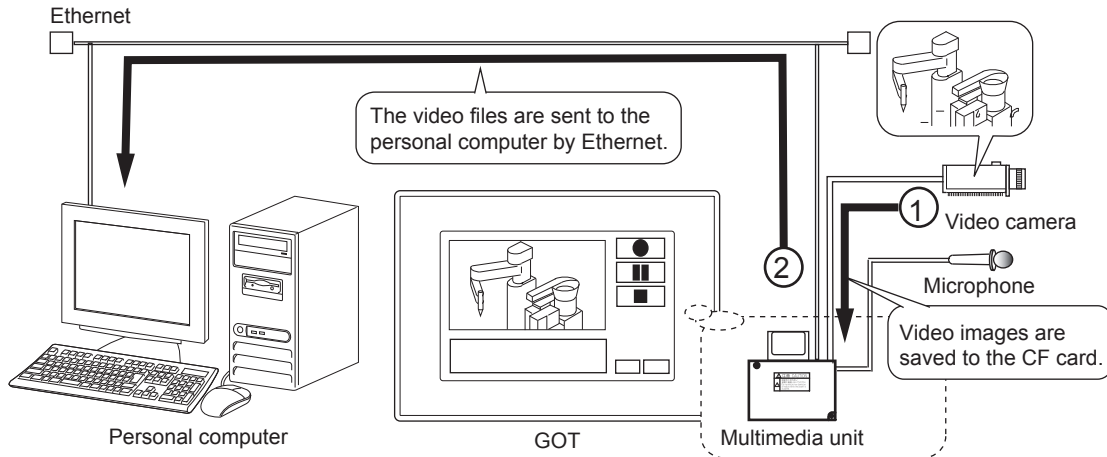 Ethernet
The video files are sent to the
personal computer by Ethernet.
1
Video camera
2
Microphone
Video images are
saved to the CF card.
Personal computer
GOT
Multimedia unit